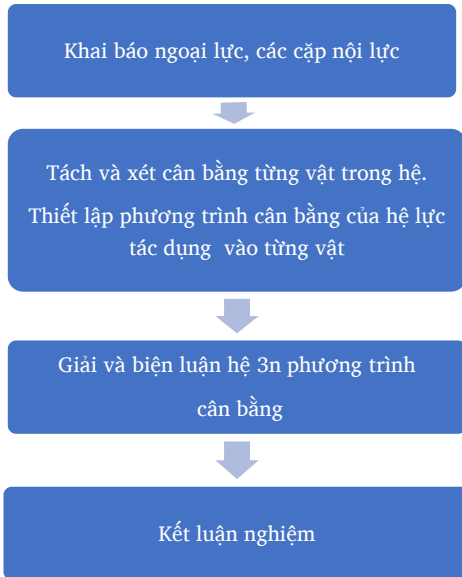 Khai báo ngoại lực, các cặp nội lực
Tách và xét cân bằng từng vật trong hệ.
Thiết lập phương trình cân bằng của hệ lực
tác dụng vào từng vật
Giải và biện luận hệ 3n phương trình
cân bằng
Kết luận nghiệm